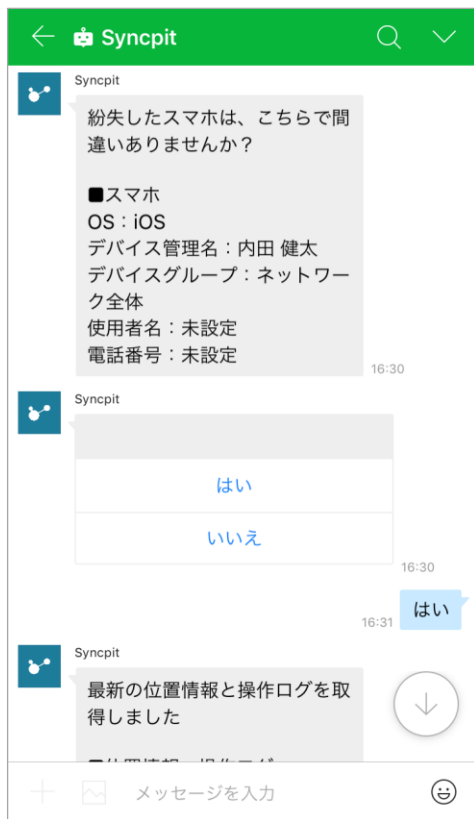 Syncpit
Syncpit
紛失したスマホは、こちらで間
違いありませんか？
■スマホ
OS：iOS
デバイス管理名：内田 健太
デバイスグループ：ネットワー
ク全体
使用者名：未設定
電話番号：未設定
16:30
Syncpit
はい
いいえ
16:30
はい
16:31
Syncpit
最新の位置情報と操作ログを取
得しました
メッセージを入力